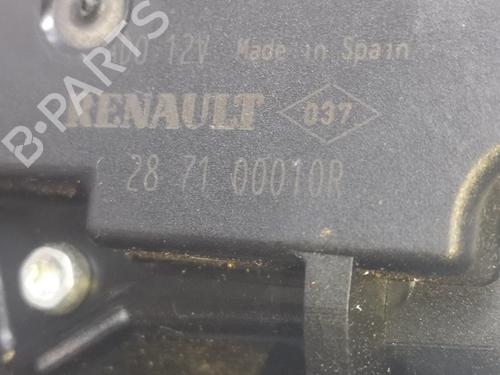 12V Made in Spain
RENAULT 037
28 71 00010R
B-PARTS